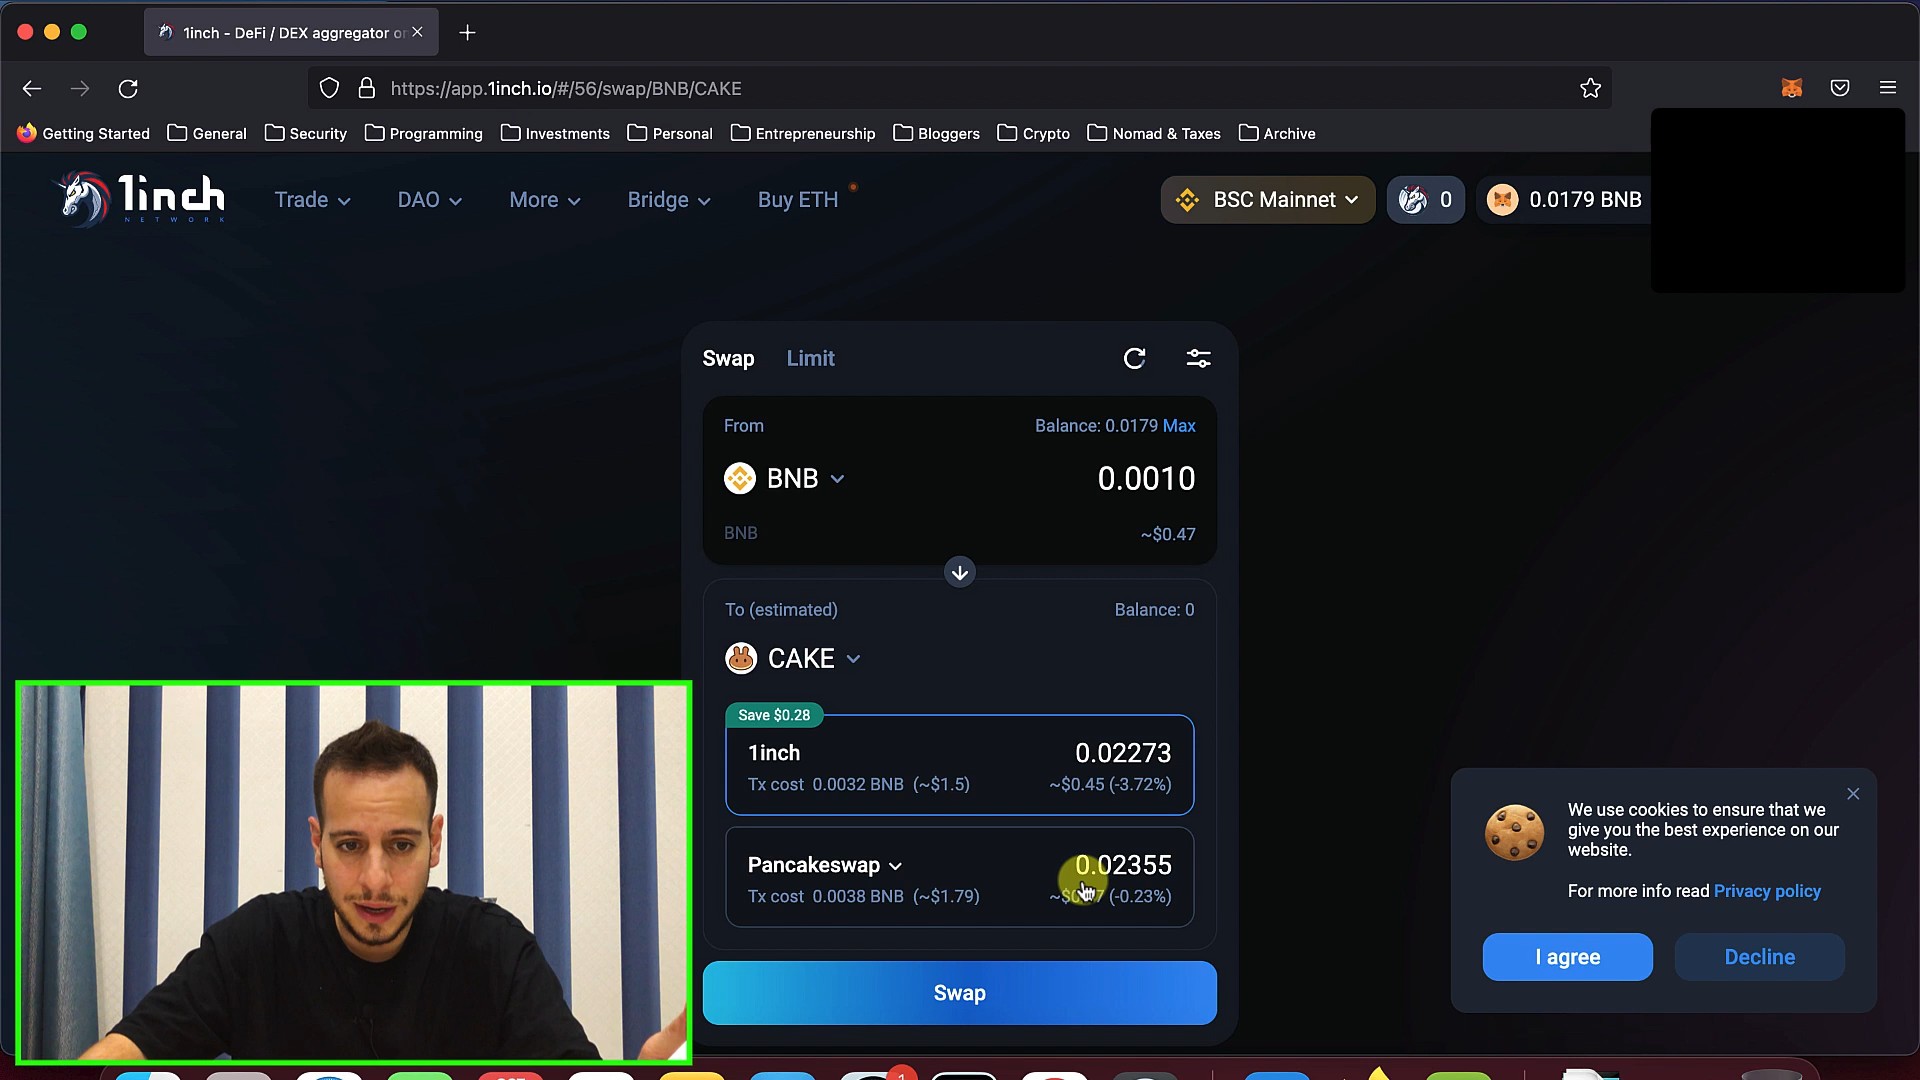 1inch - DeFi / DEX aggregator or
https://app.1inch.io/#/56/swap/BNB/CAKE
Getting Started General Security Programming Investments Personal Entrepreneurship Bloggers Crypto Nomad & Taxes Archive
1inch
NETWORK
Trade DAO More Bridge Buy ETH BSC Mainnet 0 0.0179 BNB
Swap Limit
From Balance: 0.0179 Max
BNB 0.0010
BNB ~$0.47
To (estimated) Balance: 0
CAKE
Save $0.28
1inch 0.02273
Tx cost 0.0032 BNB (~$1.5) ~$0.45 (-3.72%)
Pancakeswap 0.02355
Tx cost 0.0038 BNB (~$1.79) (-0.23%)
Swap
We use cookies to ensure that we
give you the best experience on our
website.
For more info read Privacy policy
I agree Decline
1